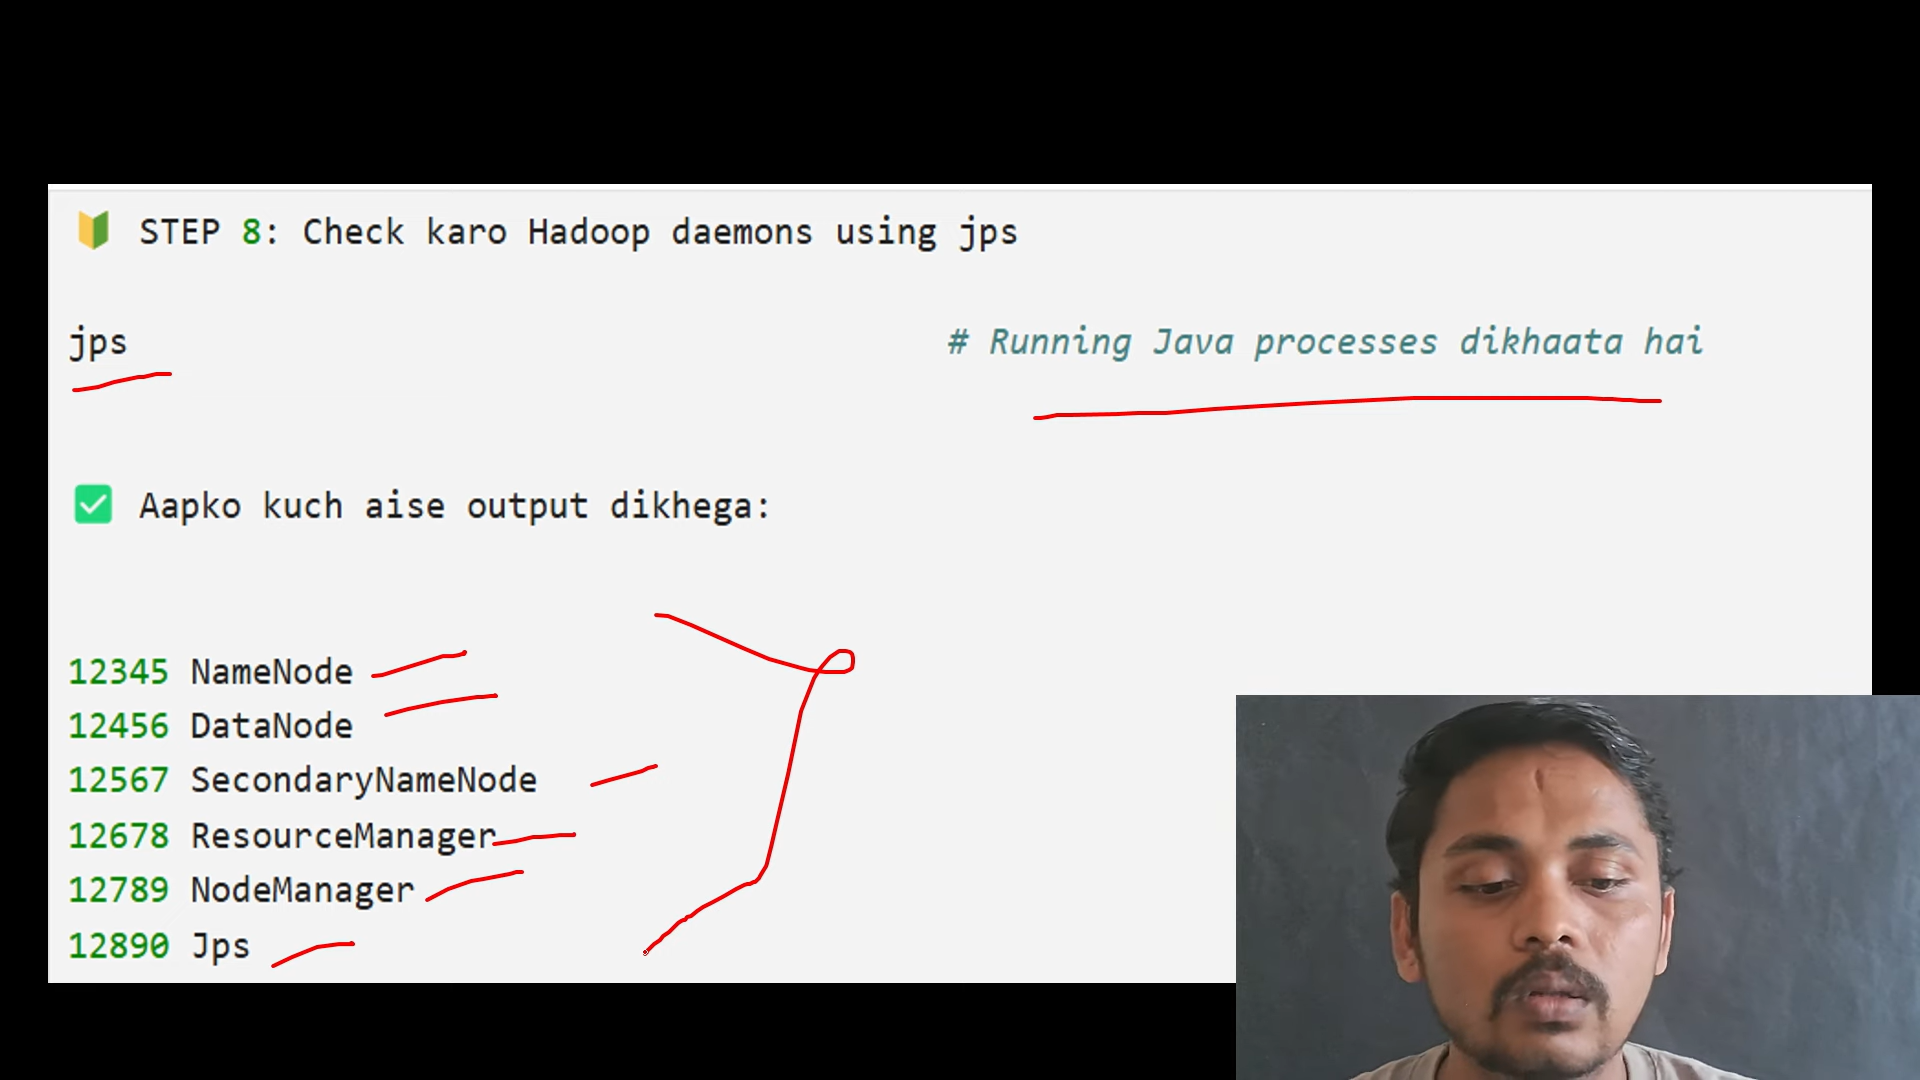 STEP 8: Check karo Hadoop daemons using jps
jps # Running Java processes dikhaata hai
Aapko kuch aise output dikhega:
12345 NameNode
12456 DataNode
12567 SecondaryNameNode
12678 ResourceManager
12789 NodeManager
12890 Jps